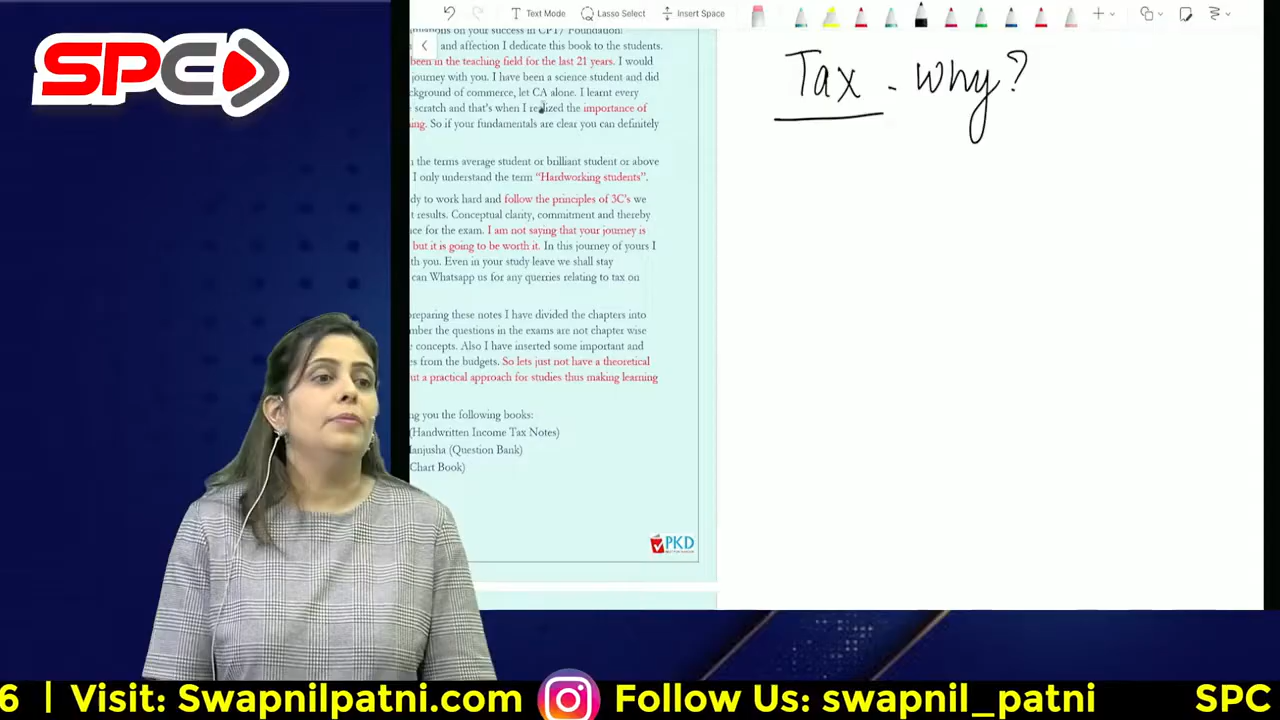 SPC
Text Mode Lasso Select Insert Space
Tax - why?
and affection I dedicate this book to the students.
been in the teaching field for the last 21 years. I would
journey with you. I have been a science student and did
ckground of commerce, let CA alone. I learnt every
scratch and that's when I realized the importance of
ing. So if your fundamentals are clear you can definitely
the terms average student or brilliant student or above
I only understand the term "Hardworking students".
dy to work hard and follow the principles of 3C's we
t results. Conceptual clarity, commitment and thereby
ce for the exam. I am not saying that your journey is
but it is going to be worth it. In this journey of yours I
th you. Even in your study leave we shall stay
can Whatsapp us for any querries relating to tax on
preparing these notes I have divided the chapters into
mber the questions in the exams are not chapter wise
concepts. Also I have inserted some important and
es from the budgets. So lets just not have a theoretical
ut a practical approach for studies thus making learning
ng you the following books:
(Handwritten Income Tax Notes)
anjusha (Question Bank)
Chart Book)
PKD
6 | Visit: Swapnilpatni.com Follow Us: swapnil_patni SPC